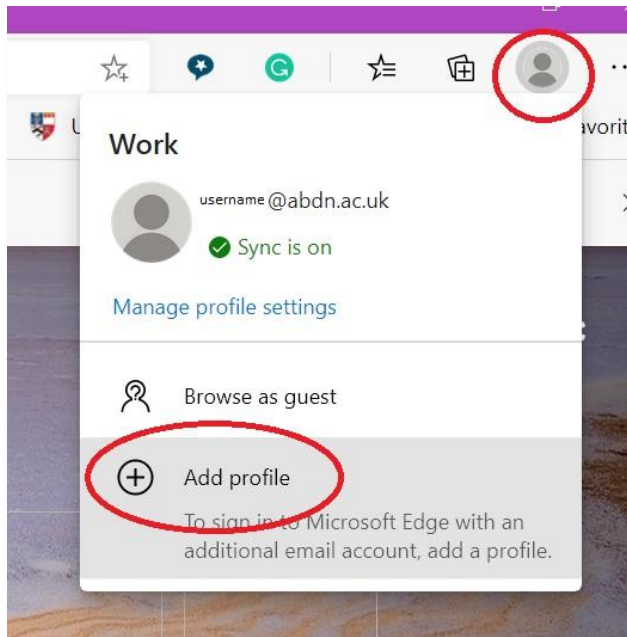 G
U
avorit
Work
username@abdn.ac.uk
Sync is on
Manage profile settings
Browse as guest
Add profile
To sign in to Microsoft Edge with an
additional email account, add a profile.